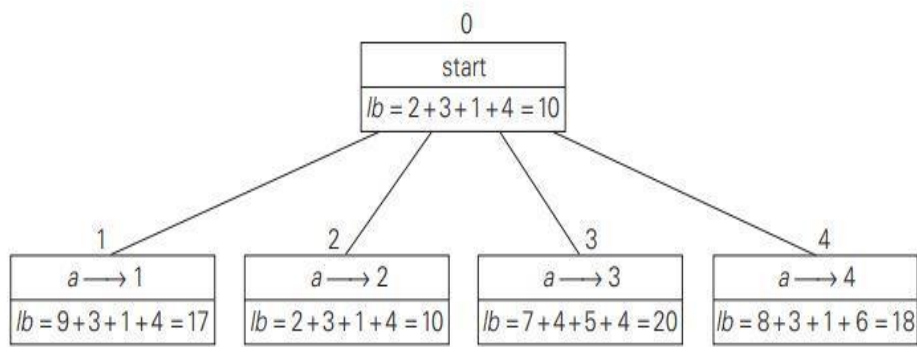 0
start
lb = 2+3+1+4 = 10
1
2
3
4
a → 1
a → 2
a → 3
a → 4
lb = 9+3+1+4 = 17
lb = 2+3+1+4 = 10
lb = 7+4+5+4 = 20
lb = 8+3+1+6 = 18